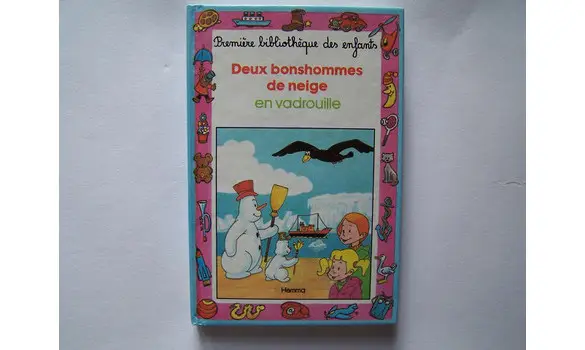 Première bibliothèque des enfants
Deux bonshommes
de neige
en vadrouille
Hemma